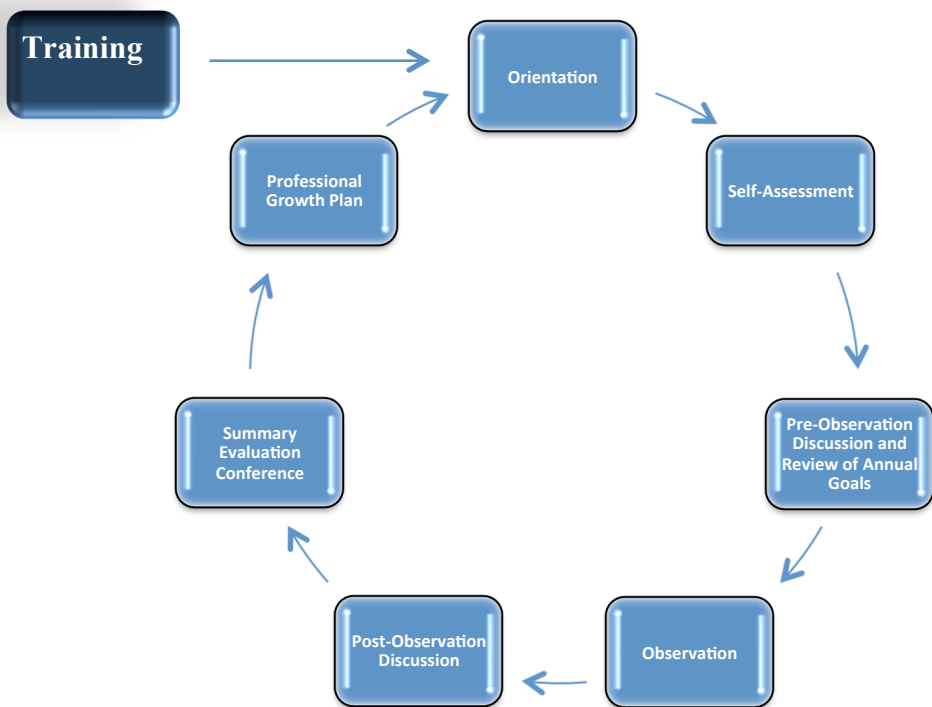 Training
Orientation
Self-Assessment
Pre-Observation
Discussion and
Review of Annual
Goals
Observation
Post-Observation
Discussion
Summary
Evaluation
Conference
Professional
Growth Plan